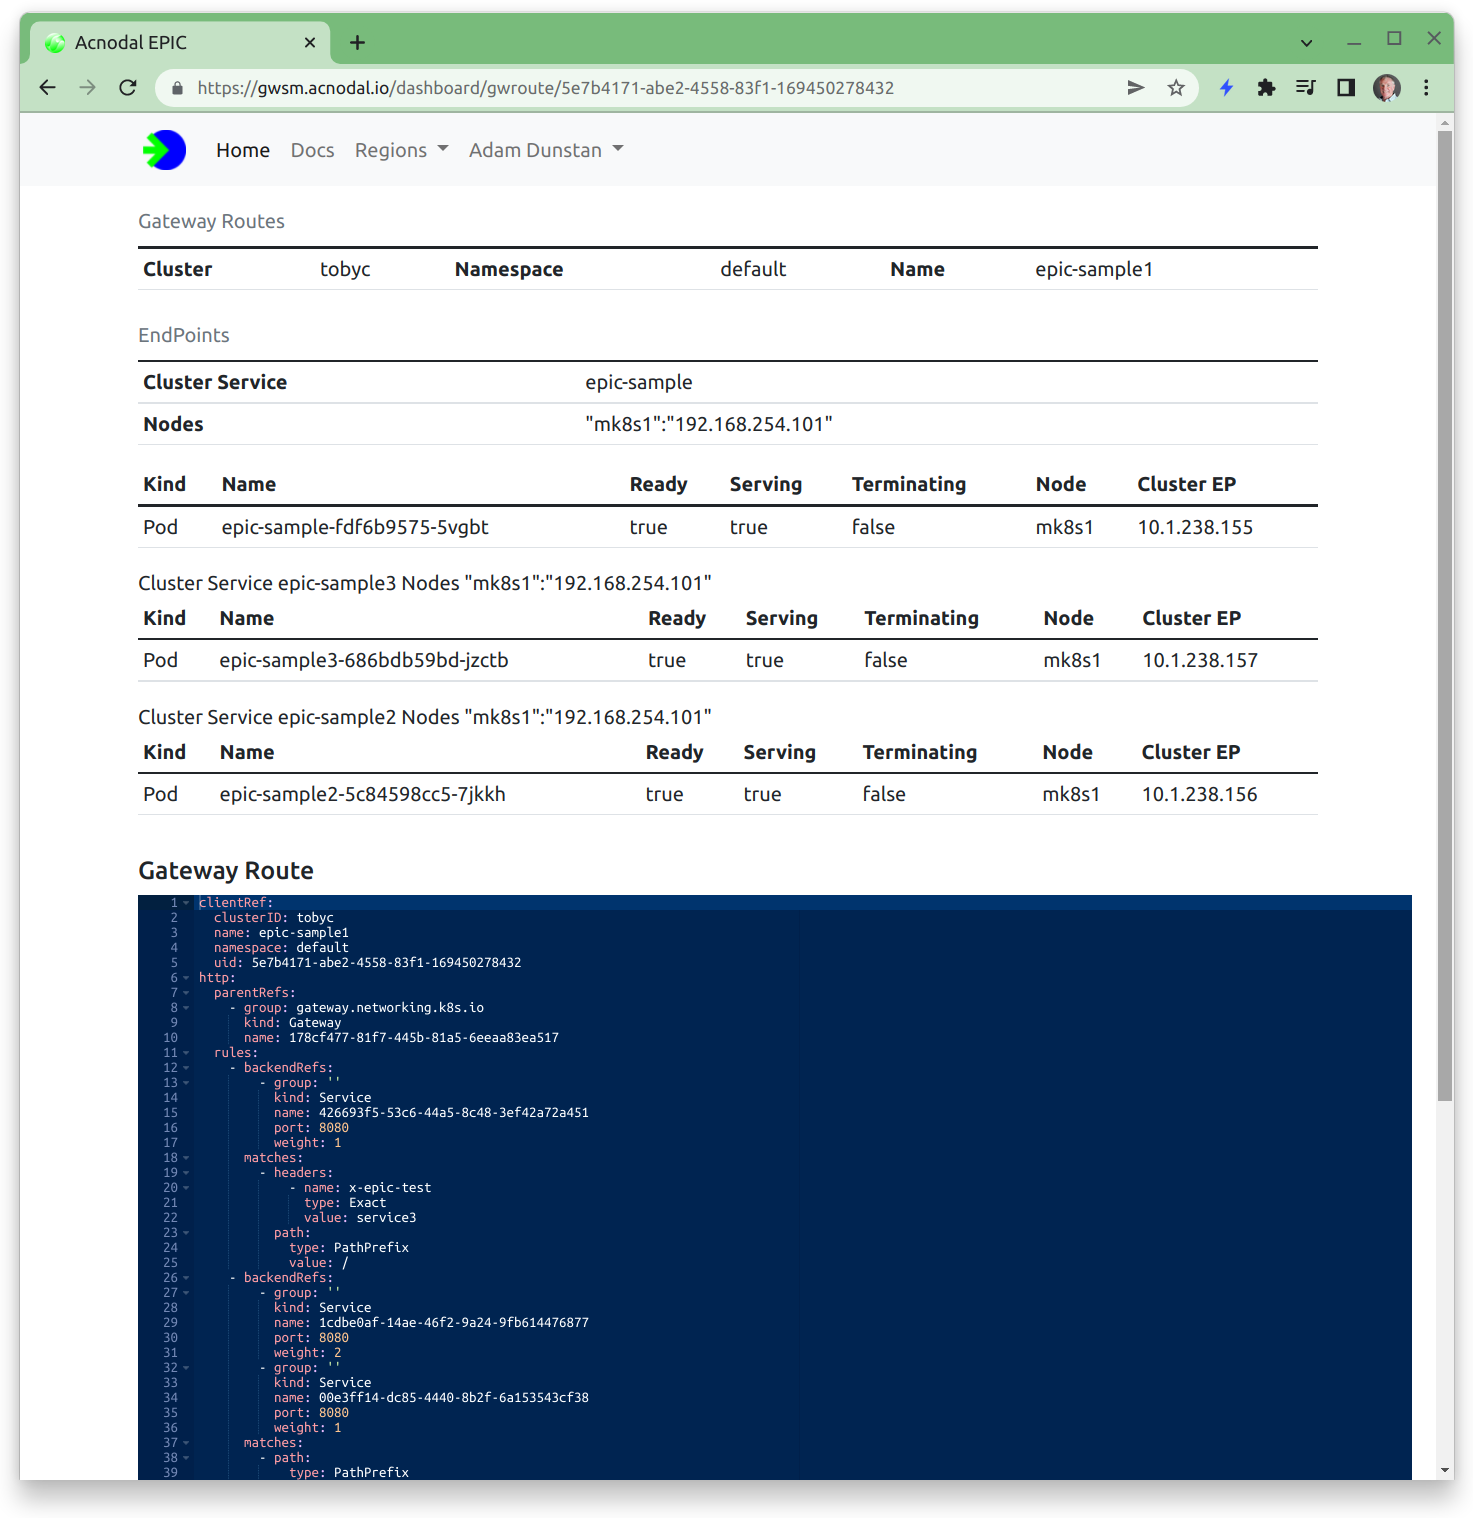 Acnodal EPIC
https://gwsm.acnodal.io/dashboard/gwroute/5e7b4171-abe2-4558-83f1-169450278432
Home Docs Regions Adam Dunstan
Gateway Routes
Cluster tobyc Namespace default Name epic-sample1
EndPoints
Cluster Service epic-sample
Nodes "mk8s1":"192.168.254.101"
Kind Name Ready Serving Terminating Node Cluster EP
Pod epic-sample-fdf6b9575-5vgbt true true false mk8s1 10.1.238.155
Cluster Service epic-sample3 Nodes "mk8s1":"192.168.254.101"
Kind Name Ready Serving Terminating Node Cluster EP
Pod epic-sample3-686bdb59bd-jzctb true true false mk8s1 10.1.238.157
Cluster Service epic-sample2 Nodes "mk8s1":"192.168.254.101"
Kind Name Ready Serving Terminating Node Cluster EP
Pod epic-sample2-5c84598cc5-7jkkh true true false mk8s1 10.1.238.156
Gateway Route
1 clientRef:
2 clusterID: tobyc
3 name: epic-sample1
4 namespace: default
5 uid: 5e7b4171-abe2-4558-83f1-169450278432
6 http:
7 parentRefs:
8 - group: gateway.networking.k8s.io
9 kind: Gateway
10 name: 178cf477-81f7-445b-81a5-6eeaa83ea517
11 rules:
12 - backendRefs:
13 - group: ''
14 kind: Service
15 name: 426693f5-53c6-44a5-8c48-3ef42a72a451
16 port: 8080
17 weight: 1
18 matches:
19 - headers:
20 - name: x-epic-test
21 type: Exact
22 value: service3
23 path:
24 type: PathPrefix
25 value: /
26 - backendRefs:
27 - group: ''
28 kind: Service
29 name: 1cdbe0af-14ae-46f2-9a24-9fb614476877
30 port: 8080
31 weight: 2
32 - group: ''
33 kind: Service
34 name: 00e3ff14-dc85-4440-8b2f-6a153543cf38
35 port: 8080
36 weight: 1
37 matches:
38 - path:
39 type: PathPrefix